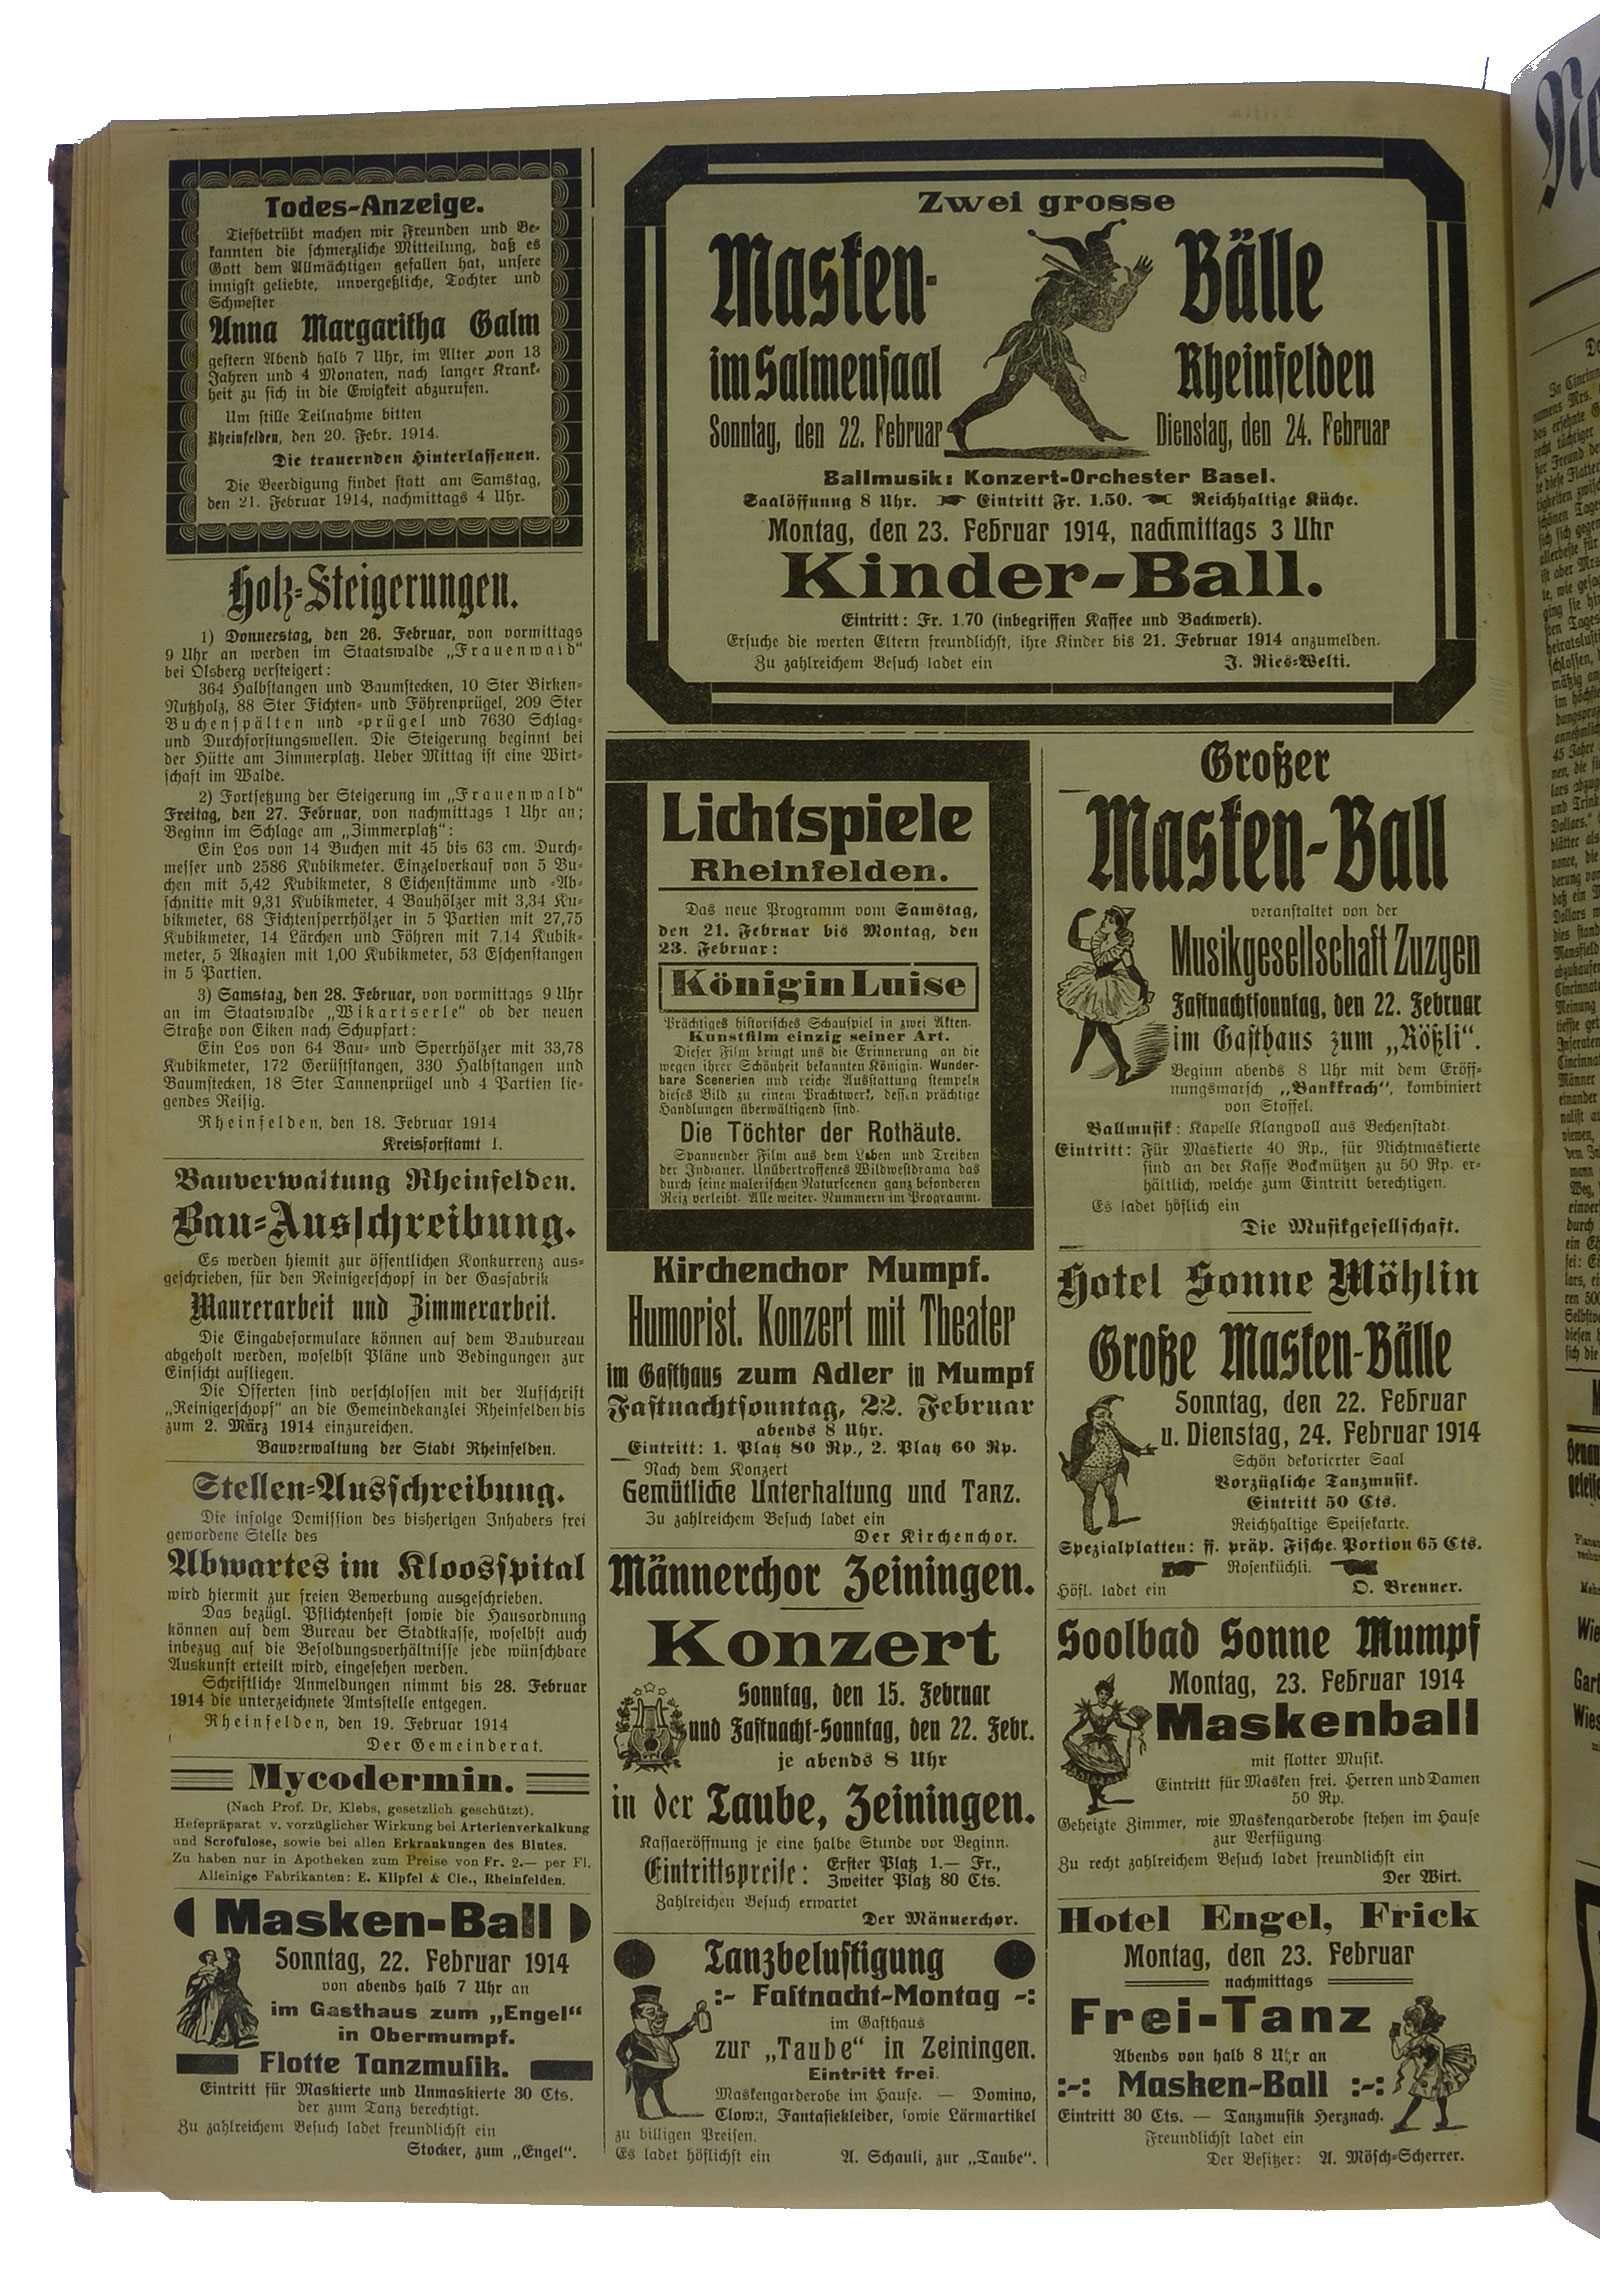 Todes-Anzeige.
Tiefbetrübt machen wir Freunden und Be-
kannten die schmerzliche Mitteilung, daß es
Gott dem Allmächtigen gefallen hat, unsere
innigst geliebte, unvergeßliche, Tochter und
Schwester
Anna Margaritha Galm
gestern Abend halb 7 Uhr, im Alter von 13
Jahren und 4 Monaten, nach langer Krank-
heit zu sich in die Ewigkeit abzurufen.
Um stille Teilnahme bitten
Rheinfelden, den 20. Febr. 1914.
Die trauernden Hinterlassenen.
Die Beerdigung findet statt am Samstag,
den 21. Februar 1914, nachmittags 4 Uhr.
Holz-Steigerungen.
1) Donnerstag, den 26. Februar, von vormittags
9 Uhr an werden im Staatswalde „Frauenwald“
bei Olsberg versteigert:
364 Halbstangen und Baumstecken, 10 Ster Birken-
Nutzholz, 88 Ster Fichten- und Föhrenprügel, 209 Ster
Buchenspälten und -prügel und 7630 Schlag-
und Durchforstungswellen. Die Steigerung beginnt bei
der Hütte am Zimmerplatz. Ueber Mittag ist eine Wirt-
schaft im Walde.
2) Fortsetzung der Steigerung im „Frauenwald“
Freitag, den 27. Februar, von nachmittags 1 Uhr an;
Beginn im Schlage am „Zimmerplatz“:
Ein Los von 14 Buchen mit 45 bis 63 cm. Durch-
messer und 2586 Kubikmeter. Einzelverkauf von 5 Bu-
chen mit 5,42 Kubikmeter, 8 Eichenstämme und -Ab-
schnitte mit 9,31 Kubikmeter, 4 Bauhölzer mit 3,34 Ku-
bikmeter, 68 Fichtensperrhölzer in 5 Partien mit 27,75
Kubikmeter, 14 Lärchen und Föhren mit 7,14 Kubik-
meter, 5 Akazien mit 1,00 Kubikmeter, 53 Eschenstangen
in 5 Partien.
3) Samstag, den 28. Februar, von vormittags 9 Uhr
an im Staatswalde „Wikartserle“ ob der neuen
Straße von Eiken nach Schupfart:
Ein Los von 64 Bau- und Sperrhölzer mit 33,78
Kubikmeter, 172 Gerüststangen, 330 Halbstangen und
Baumstecken, 18 Ster Tannenprügel und 4 Partien lie-
gendes Reisig.
Rheinfelden, den 18. Februar 1914
Kreisforstamt I.
Bauverwaltung Rheinfelden.
Bau-Ausschreibung.
Es werden hiemit zur öffentlichen Konkurrenz aus-
geschrieben, für den Reinigerschopf in der Gasfabrik
Maurerarbeit und Zimmerarbeit.
Die Eingabeformulare können auf dem Baubureau
abgeholt werden, woselbst Pläne und Bedingungen zur
Einsicht aufliegen.
Die Offerten sind verschlossen mit der Aufschrift
„Reinigerschopf“ an die Gemeindekanzlei Rheinfelden bis
zum 2. März 1914 einzureichen.
Bauverwaltung der Stadt Rheinfelden.
Stellen-Ausschreibung.
Die infolge Demission des bisherigen Inhabers frei
gewordene Stelle des
Abwartes im Kloosspital
wird hiermit zur freien Bewerbung ausgeschrieben.
Das bezügl. Pflichtenheft sowie die Hausordnung
können auf dem Bureau der Stadtkasse, woselbst auch
inbezug auf die Besoldungsverhältnisse jede wünschbare
Auskunft erteilt wird, eingesehen werden.
Schriftliche Anmeldungen nimmt bis 28. Februar
1914 die unterzeichnete Amtsstelle entgegen.
Rheinfelden, den 19. Februar 1914
Der Gemeinderat.
Mycodermin.
(Nach Prof. Dr. Klebs, gesetzlich geschützt).
Hefepräparat v. vorzüglicher Wirkung bei Arterienverkalkung
und Scrofulose, sowie bei allen Erkrankungen des Blutes.
Zu haben nur in Apotheken zum Preise von Fr. 2.— per Fl.
Alleinige Fabrikanten: E. Klipfel & Cie., Rheinfelden.
Masken-Ball
Sonntag, 22. Februar 1914
von abends halb 7 Uhr an
im Gasthaus zum „Engel“
in Obermumpf.
Flotte Tanzmusik.
Eintritt für Maskierte und Unmaskierte 30 Cts.
der zum Tanz berechtigt.
Zu zahlreichem Besuch ladet freundlichst ein
Stocker, zum „Engel“.
Zwei grosse
Masken- Bälle
im Salmensaal Rheinfelden
Sonntag, den 22. Februar Dienstag, den 24. Februar
Ballmusik: Konzert-Orchester Basel.
Saalöffnung 8 Uhr. Eintritt Fr. 1.50. Reichhaltige Küche.
Montag, den 23. Februar 1914, nachmittags 3 Uhr
Kinder-Ball.
Eintritt: Fr. 1.70 (inbegriffen Kaffee und Backwerk).
Ersuche die werten Eltern freundlichst, ihre Kinder bis 21. Februar 1914 anzumelden.
Zu zahlreichem Besuch ladet ein J. Ries-Welti.
Lichtspiele
Rheinfelden.
Das neue Programm vom Samstag,
den 21. Februar bis Montag, den
23. Februar:
Königin Luise
Prächtiges historisches Schauspiel in zwei Akten.
Kunstfilm einzig seiner Art.
Dieser Film bringt uns die Erinnerung an die
wegen ihrer Schönheit bekannten Königin. Wunder-
bare Scenerien und reiche Ausstattung stempeln
dieses Bild zu einem Prachtwerk, dessen prächtige
Handlungen überwältigend sind.
Die Töchter der Rothäute.
Spannender Film aus dem Leben und Treiben
der Indianer. Unübertroffenes Wildwestdrama das
durch seine malerischen Naturscenen ganz besonderen
Reiz verleiht. Alle weiter. Nummern im Programm.
Kirchenchor Mumpf.
Humorist. Konzert mit Theater
im Gasthaus zum Adler in Mumpf
Fastnachtsonntag, 22. Februar
abends 8 Uhr.
Eintritt: 1. Platz 80 Rp., 2. Platz 60 Rp.
Nach dem Konzert
Gemütliche Unterhaltung und Tanz.
Zu zahlreichem Besuch ladet ein
Der Kirchenchor.
Männerchor Zeiningen.
Konzert
Sonntag, den 15. Februar
und Fastnacht-Sonntag, den 22. Febr.
je abends 8 Uhr
in der Taube, Zeiningen.
Kassaeröffnung je eine halbe Stunde vor Beginn.
Eintrittspreise: Erster Platz 1.— Fr.,
Zweiter Platz 80 Cts.
Zahlreichen Besuch erwartet
Der Männerchor.
Tanzbelustigung
:- Fastnacht-Montag -:
im Gasthaus
zur „Taube“ in Zeiningen.
Eintritt frei.
Maskengarderobe im Hause. — Domino,
Clown, Fantasiekleider, sowie Lärmartikel
zu billigen Preisen.
Es ladet höflichst ein A. Schauli, zur „Taube“.
Großer
Masken-Ball
veranstaltet von der
Musikgesellschaft Zuzgen
Fastnachtsonntag, den 22. Februar
im Gasthaus zum „Rößli“.
Beginn abends 8 Uhr mit dem Eröff-
nungsmarsch „Bankkrach“, kombiniert
von Stoffel.
Ballmusik: Kapelle Klangvoll aus Bechenstadt.
Eintritt: Für Maskierte 40 Rp., für Nichtmaskierte
sind an der Kasse Bockmützen zu 50 Rp. er-
hältlich, welche zum Eintritt berechtigen.
Es ladet höflich ein
Die Musikgesellschaft.
Hotel Sonne Möhlin
Große Masken-Bälle
Sonntag, den 22. Februar
u. Dienstag, 24. Februar 1914
Schön dekorierter Saal
Vorzügliche Tanzmusik.
Eintritt 50 Cts.
Reichhaltige Speisekarte.
Spezialplatten: ff. präp. Fische. Portion 65 Cts.
Rosenküchli.
Höfl. ladet ein O. Brenner.
Soolbad Sonne Mumpf
Montag, 23. Februar 1914
Maskenball
mit flotter Musik.
Eintritt für Masken frei. Herren und Damen
50 Rp.
Geheizte Zimmer, wie Maskengarderobe stehen im Hause
zur Verfügung
Zu recht zahlreichem Besuch ladet freundlichst ein
Der Wirt.
Hotel Engel, Frick
Montag, den 23. Februar
nachmittags
Frei-Tanz
Abends von halb 8 Uhr an
:-: Masken-Ball :-:
Eintritt 30 Cts. — Tanzmusik Herznach.
Freundlichst ladet ein
Der Besitzer: A. Mösch-Scherrer.